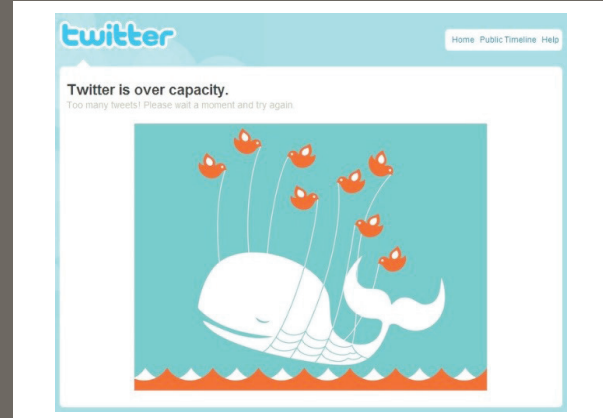 twitter
Home Public Timeline Help
Twitter is over capacity.
Too many tweets! Please wait a moment and try again